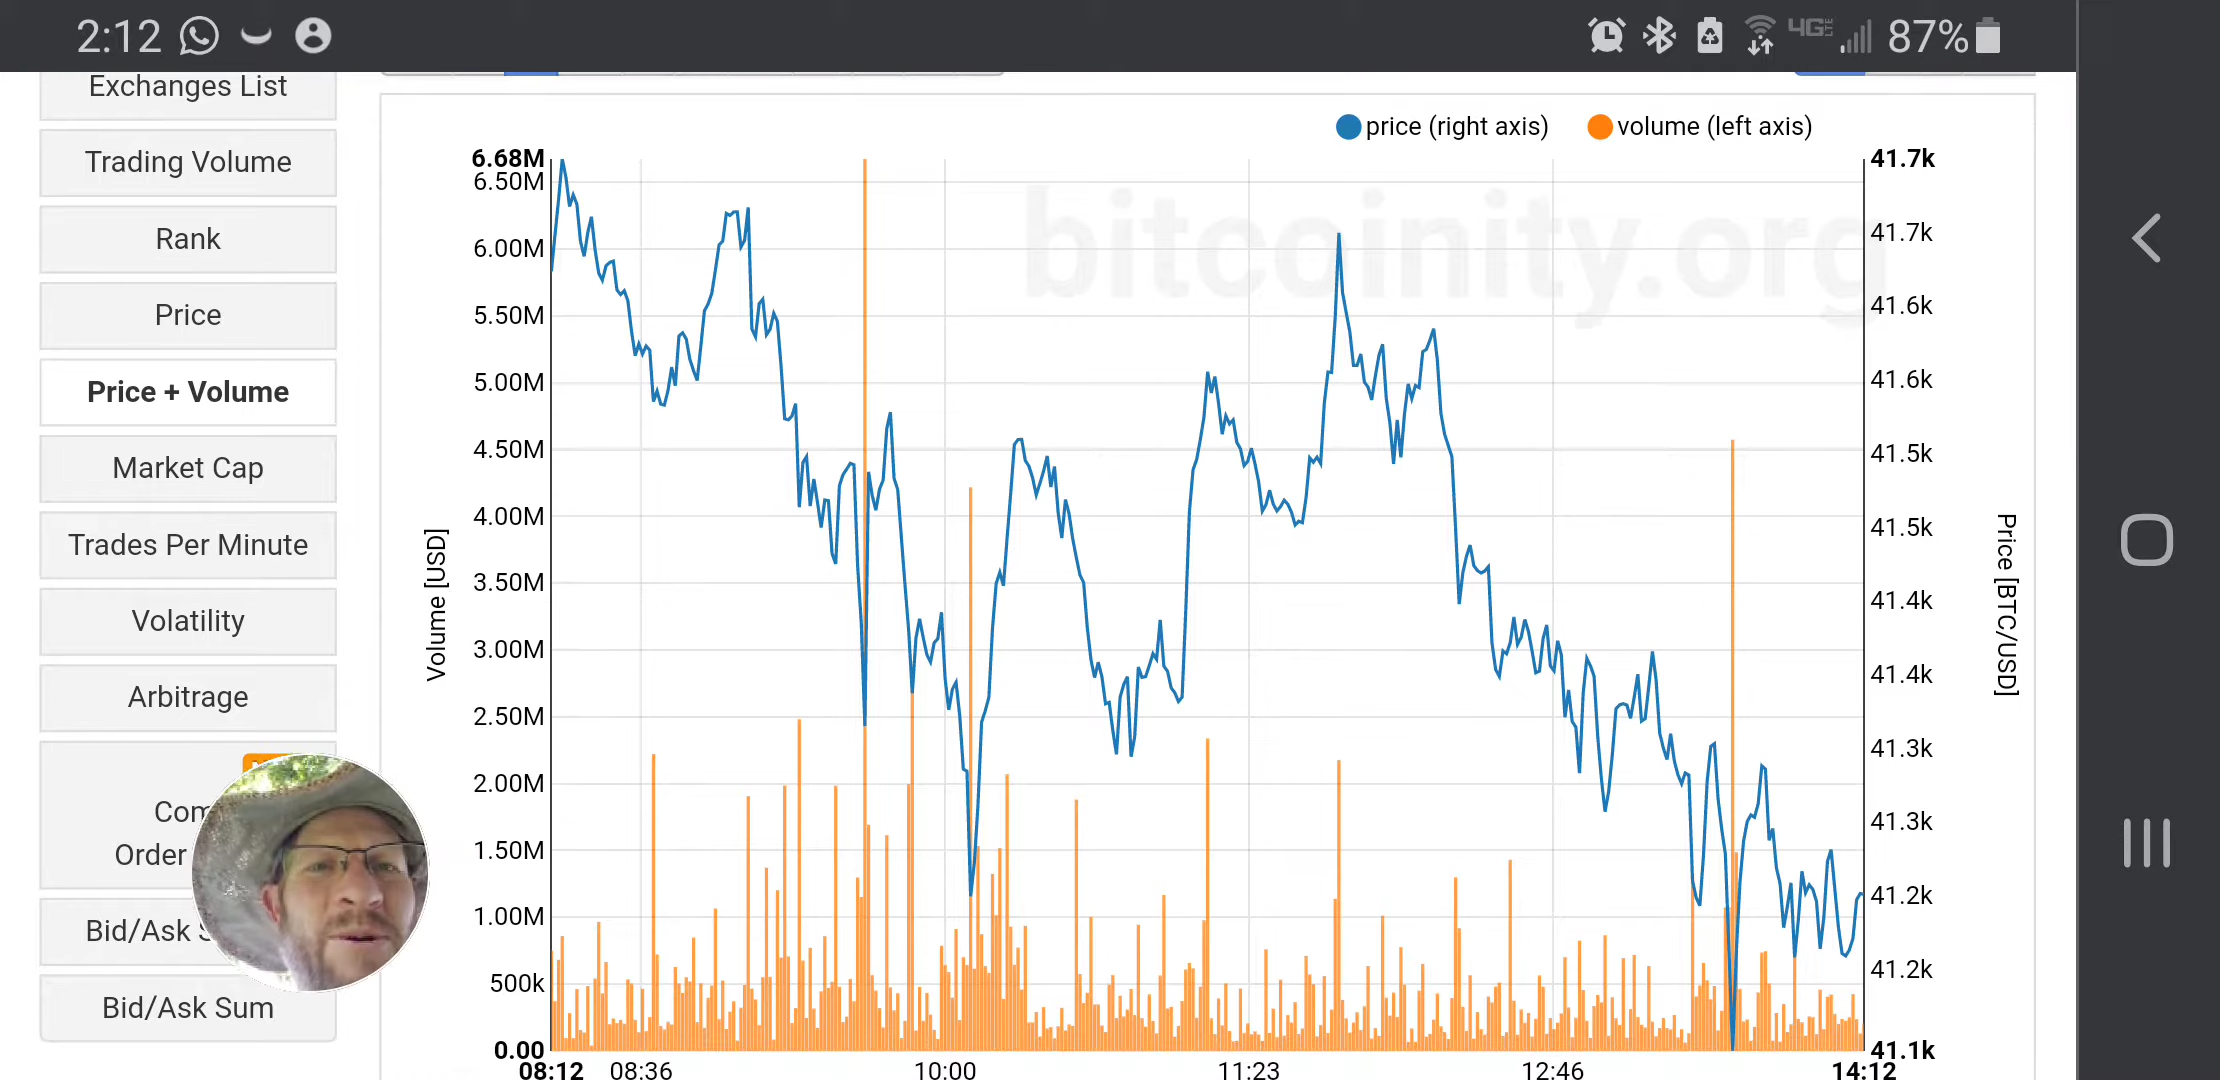 2:12 4G LTE 87%
Exchanges List
Trading Volume
Rank
Price
Price + Volume
Market Cap
Trades Per Minute
Volatility
Arbitrage
Order
Bid/Ask
Bid/Ask Sum
price (right axis) volume (left axis)
bitcoinity.org
6.68M
6.50M
6.00M
5.50M
5.00M
4.50M
4.00M
3.50M
3.00M
2.50M
2.00M
1.50M
1.00M
500k
0.00
Volume [USD]
41.7k
41.7k
41.6k
41.6k
41.5k
41.5k
41.4k
41.4k
41.3k
41.3k
41.2k
41.2k
41.1k
Price [BTC/USD]
08:12 08:36 10:00 11:23 12:46 14:12